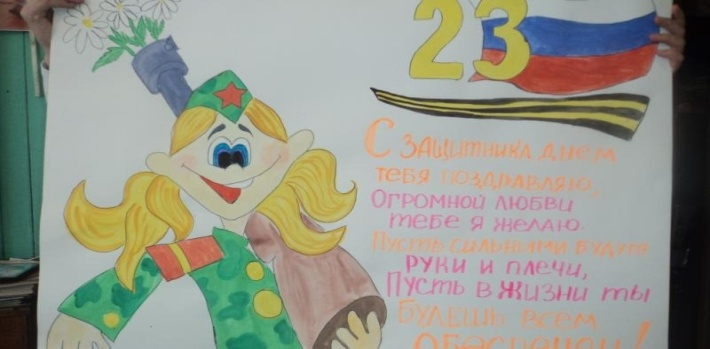 23
С ЗАЩИТНИКА ДНЕМ
ТЕБЯ ПОЗДРАВЛЯЮ,
ОГРОМНОЙ ЛЮБВИ
ТЕБЕ Я ЖЕЛАЮ.
ПУСТЬ СИЛЬНЫМИ БУДУТ
РУКИ И ПЛЕЧИ,
ПУСТЬ В ЖИЗНИ ТЫ
БУДЕШЬ ВСЕМ
ОБЕСПЕЧЕН!